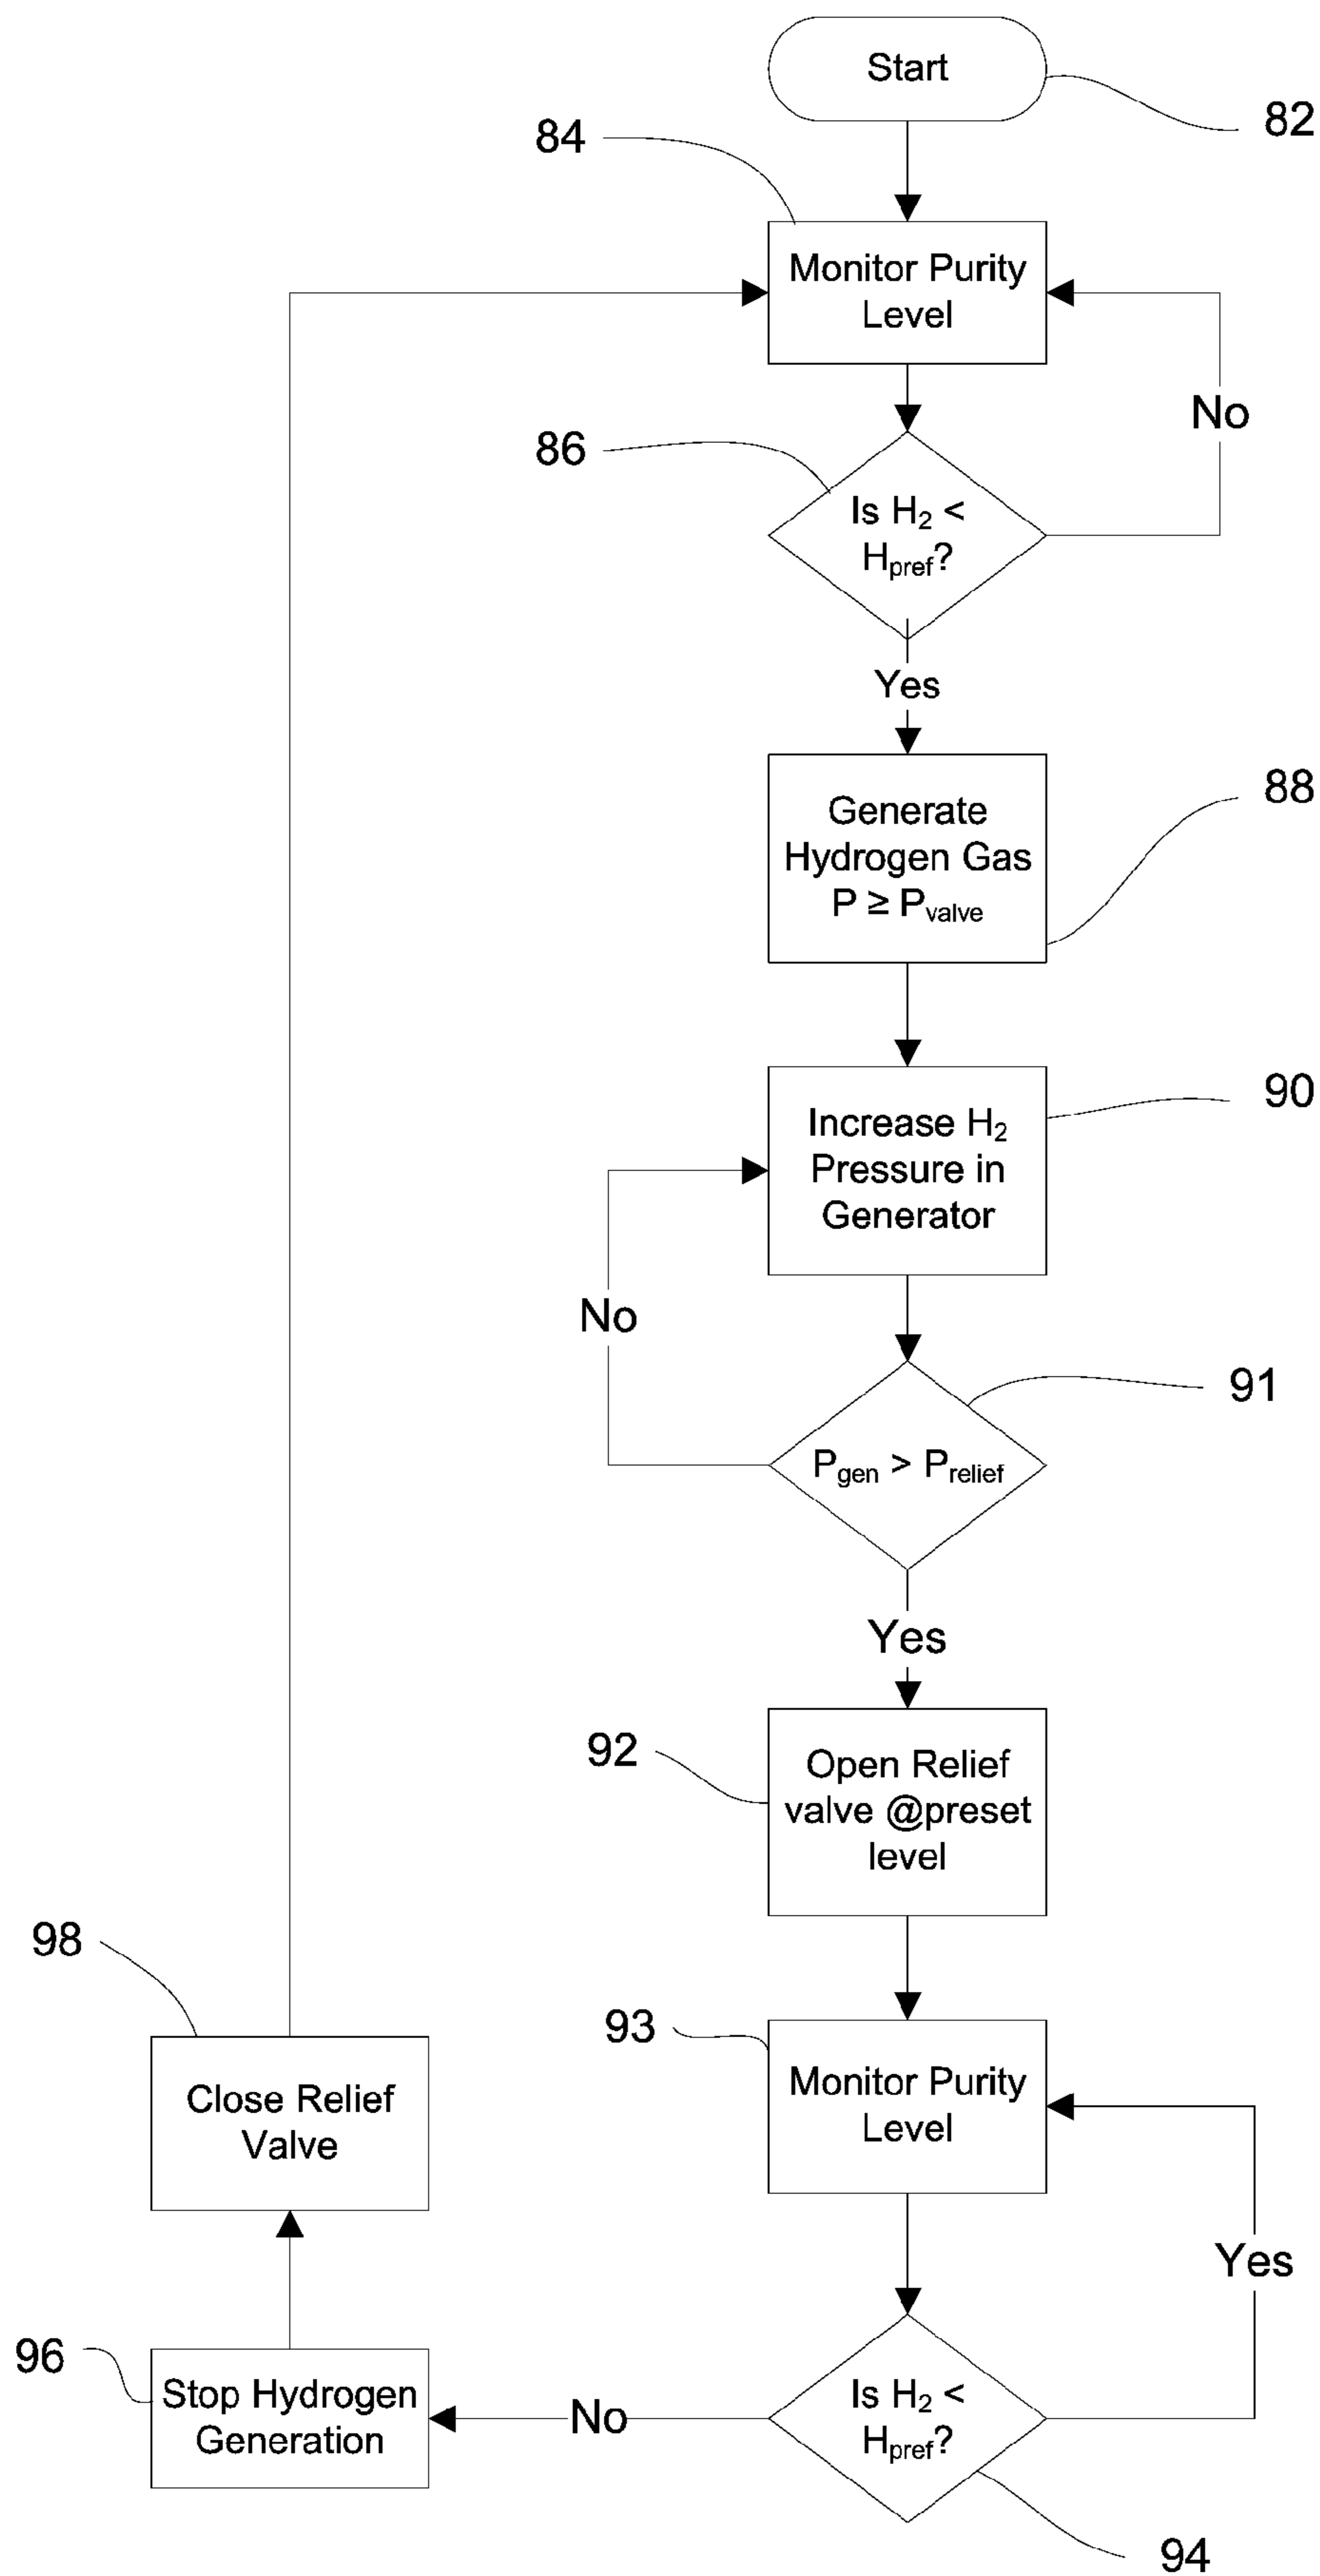 Start
82
84
Monitor Purity
Level
No
86
Is H₂ <
Hpref?
Yes
88
Generate
Hydrogen Gas
P ≥ Pvalve
90
Increase H₂
Pressure in
Generator
No
91
Pgen > Prelief
Yes
92
Open Relief
valve @preset
level
98
93
Monitor Purity
Level
Close Relief
Valve
Yes
96
Stop Hydrogen
Generation
No
Is H₂ <
Hpref?
94